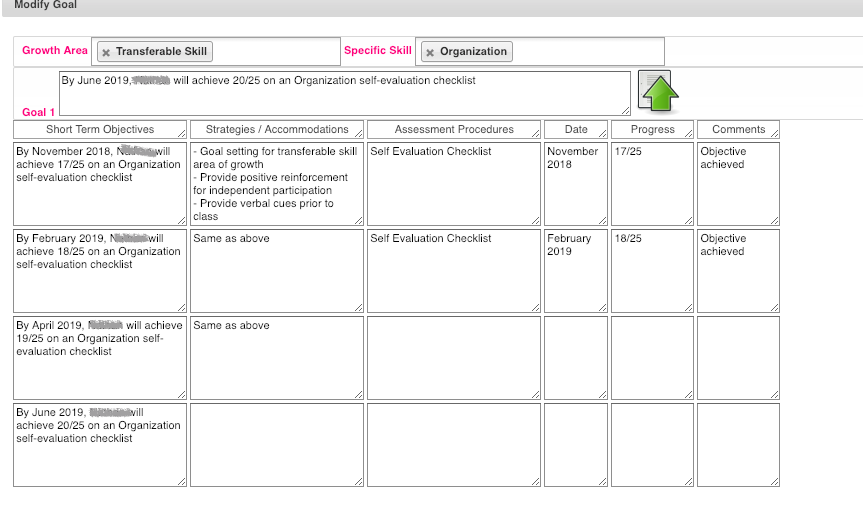 Modify Goal
Growth Area × Transferable Skill Specific Skill × Organization
By June 2019, will achieve 20/25 on an Organization self-evaluation checklist
Goal 1
Short Term Objectives Strategies / Accommodations Assessment Procedures Date Progress Comments
By November 2018, will
achieve 17/25 on an Organization
self-evaluation checklist
- Goal setting for transferable skill
area of growth
- Provide positive reinforcement
for independent participation
- Provide verbal cues prior to
class
Self Evaluation Checklist
November
2018
17/25
Objective
achieved
By February 2019, will
achieve 18/25 on an Organization
self-evaluation checklist
Same as above
Self Evaluation Checklist
February
2019
18/25
Objective
achieved
By April 2019, will achieve
19/25 on an Organization self-
evaluation checklist
Same as above
By June 2019, will
achieve 20/25 on an Organization
self-evaluation checklist